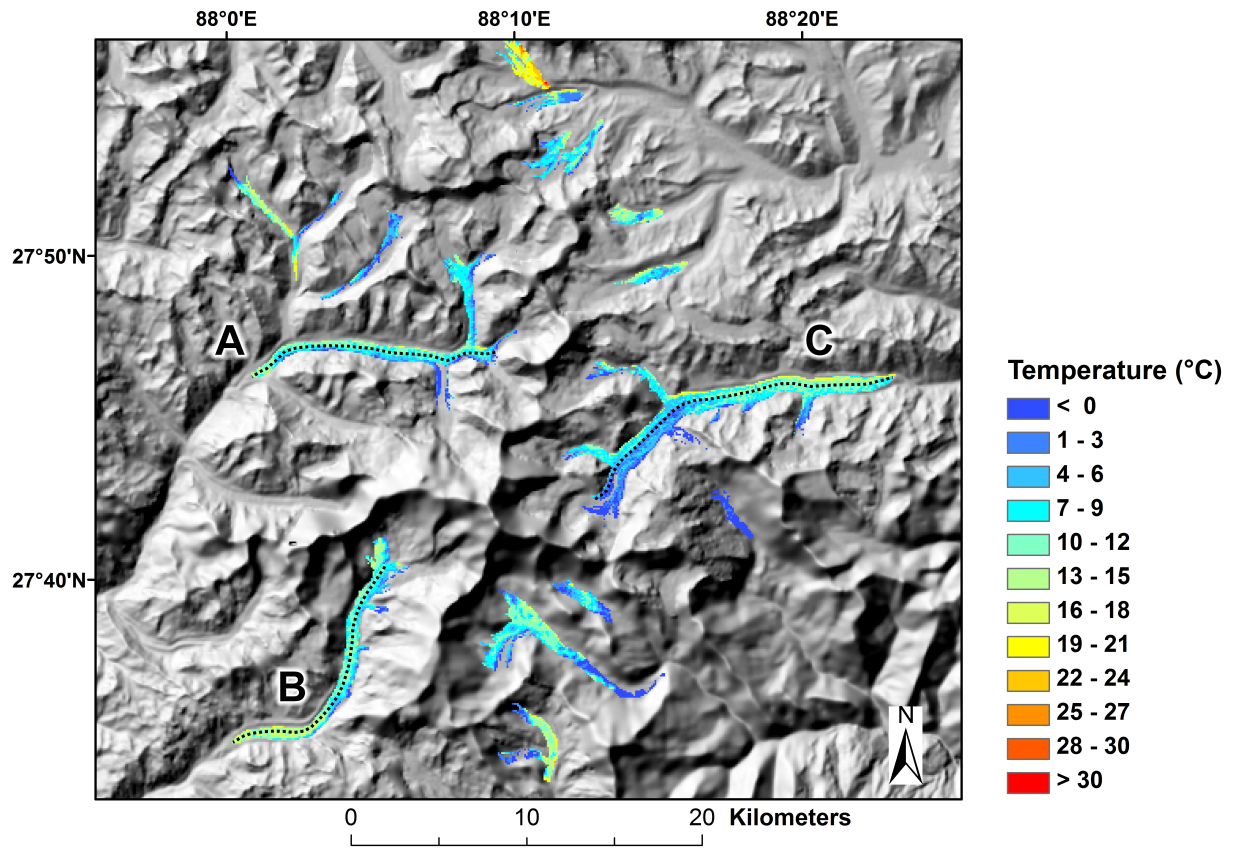 88°0'E 88°10'E 88°20'E
27°50'N
A
C
Temperature (°C)
< 0
1 - 3
4 - 6
7 - 9
10 - 12
13 - 15
16 - 18
19 - 21
22 - 24
25 - 27
28 - 30
> 30
27°40'N
B
N
0 10 20 Kilometers